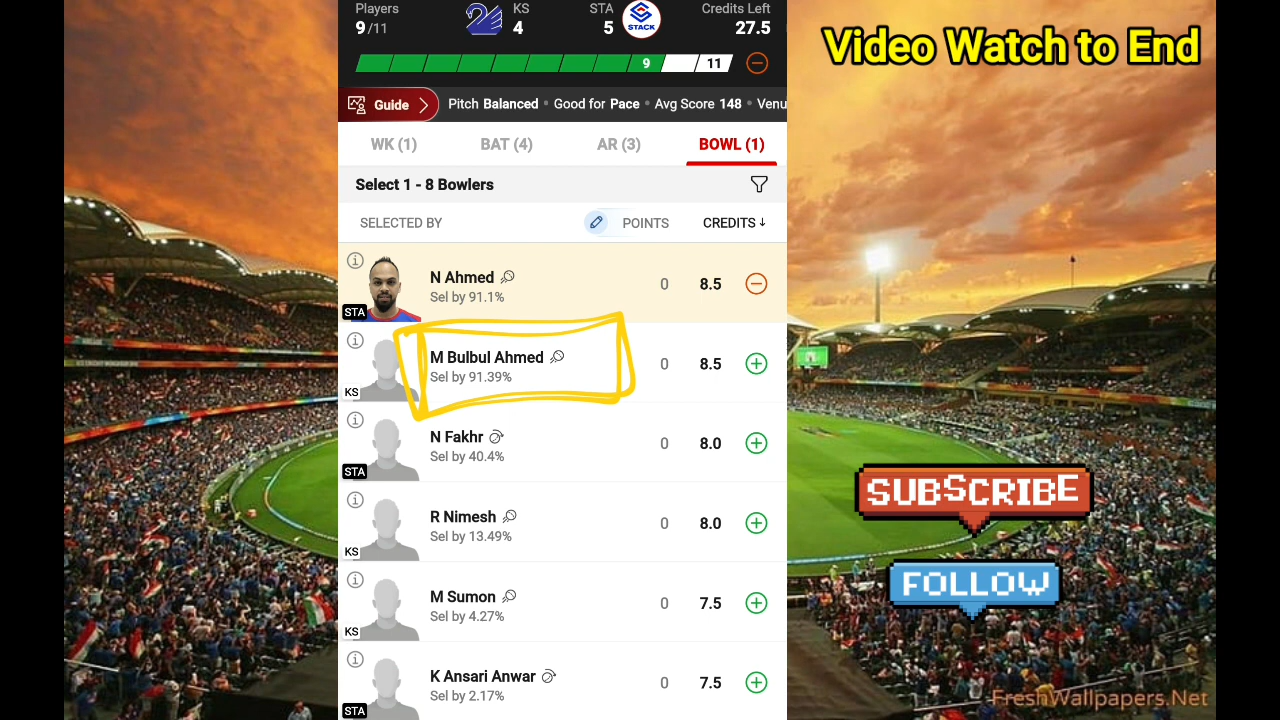 Players
KS
STA
Credits Left
9/11
4
5
STACK
27.5
9
11
Guide
Pitch Balanced • Good for Pace • Avg Score 148 • Venu
WK (1)
BAT (4)
AR (3)
BOWL (1)
Select 1 - 8 Bowlers
SELECTED BY
POINTS
CREDITS ↓
N Ahmed
Sel by 91.1%
0
8.5
STA
M Bulbul Ahmed
Sel by 91.39%
0
8.5
KS
N Fakhr
Sel by 40.4%
0
8.0
STA
R Nimesh
Sel by 13.49%
0
8.0
KS
M Sumon
Sel by 4.27%
0
7.5
KS
K Ansari Anwar
Sel by 2.17%
0
7.5
STA
Video Watch to End
SUBSCRIBE
FOLLOW
FreshWallpapers.Net